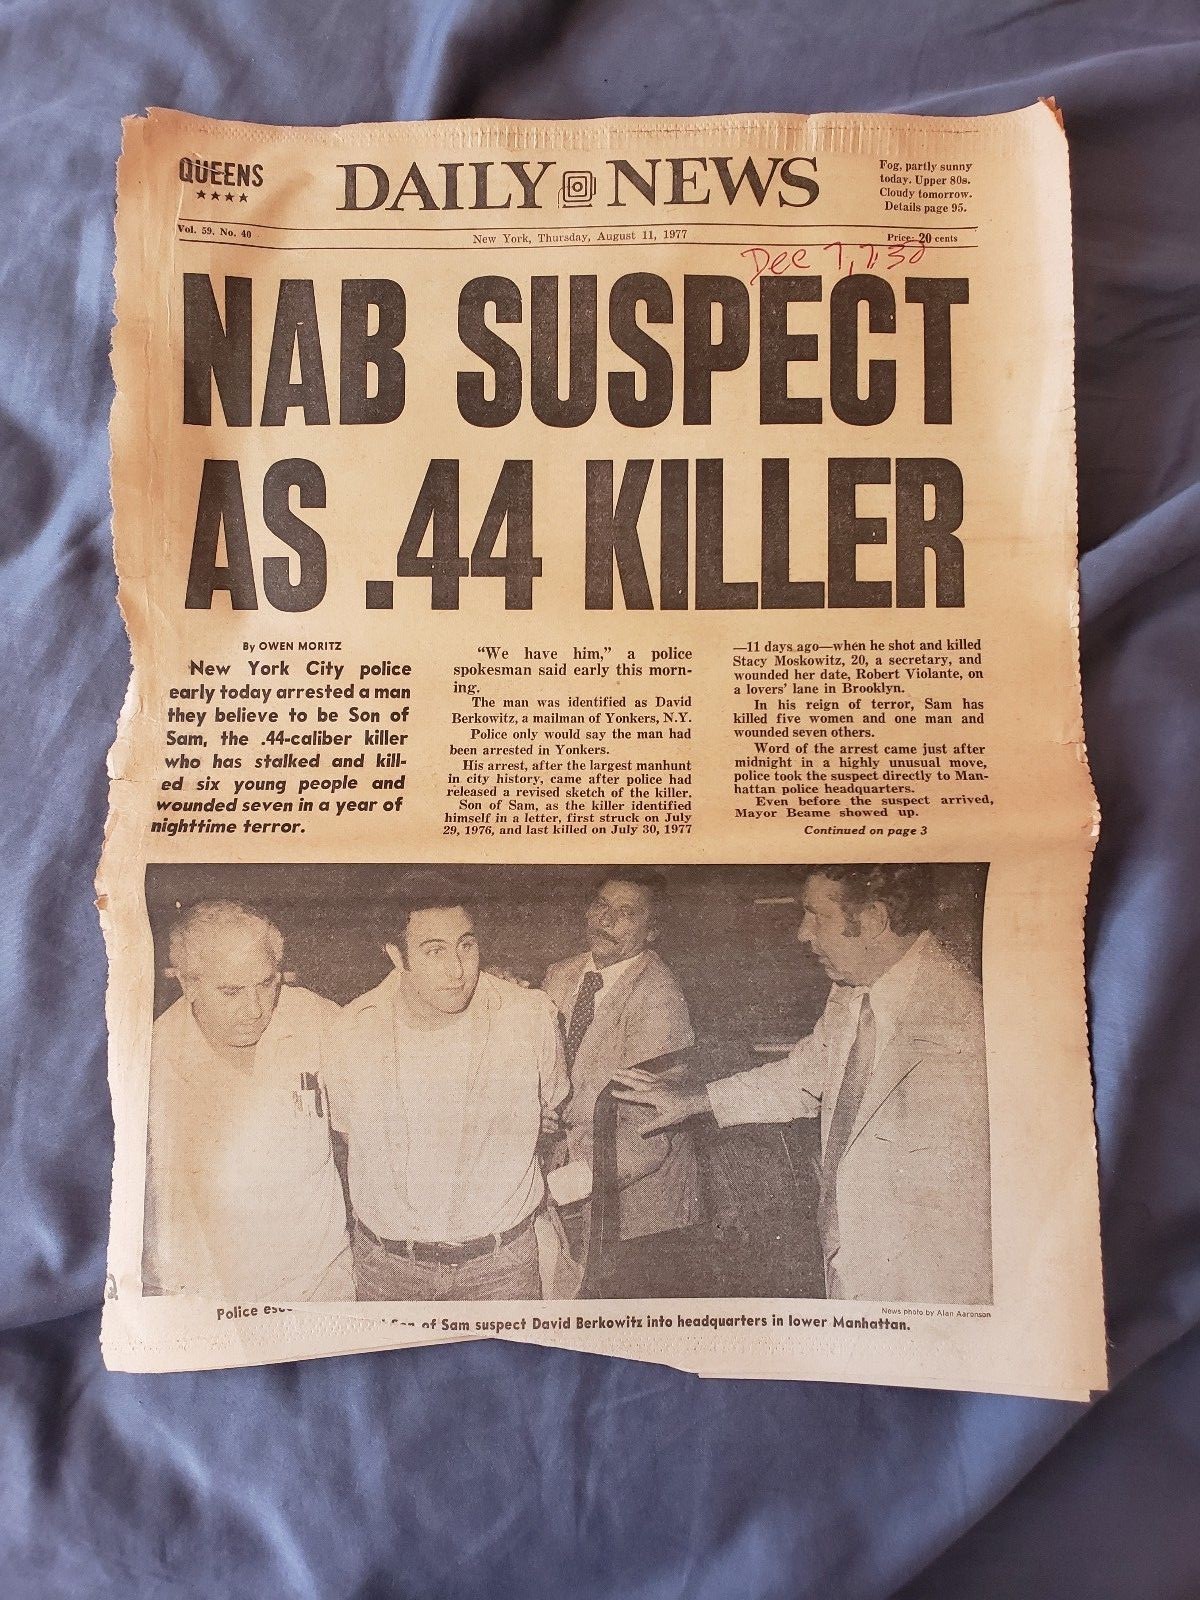 QUEENS
★★★★
DAILY NEWS
Fog, partly sunny
today. Upper 80s.
Cloudy tomorrow.
Details page 95.
Vol. 59. No. 40
New York, Thursday, August 11, 1977
Price: 20 cents
Dec 7, 7:30
NAB SUSPECT
AS .44 KILLER
By OWEN MORITZ
New York City police
early today arrested a man
they believe to be Son of
Sam, the .44-caliber killer
who has stalked and kill-
ed six young people and
wounded seven in a year of
nighttime terror.
"We have him," a police
spokesman said early this morn-
ing.
The man was identified as David
Berkowitz, a mailman of Yonkers, N.Y.
Police only would say the man had
been arrested in Yonkers.
His arrest, after the largest manhunt
in city history, came after police had
released a revised sketch of the killer.
Son of Sam, as the killer identified
himself in a letter, first struck on July
29, 1976, and last killed on July 30, 1977
—11 days ago—when he shot and killed
Stacy Moskowitz, 20, a secretary, and
wounded her date, Robert Violante, on
a lovers' lane in Brooklyn.
In his reign of terror, Sam has
killed five women and one man and
wounded seven others.
Word of the arrest came just after
midnight in a highly unusual move,
police took the suspect directly to Man-
hattan police headquarters.
Even before the suspect arrived,
Mayor Beame showed up.
Continued on page 3
News photo by Alan Aaronson
Police Son of Sam suspect David Berkowitz into headquarters in lower Manhattan.